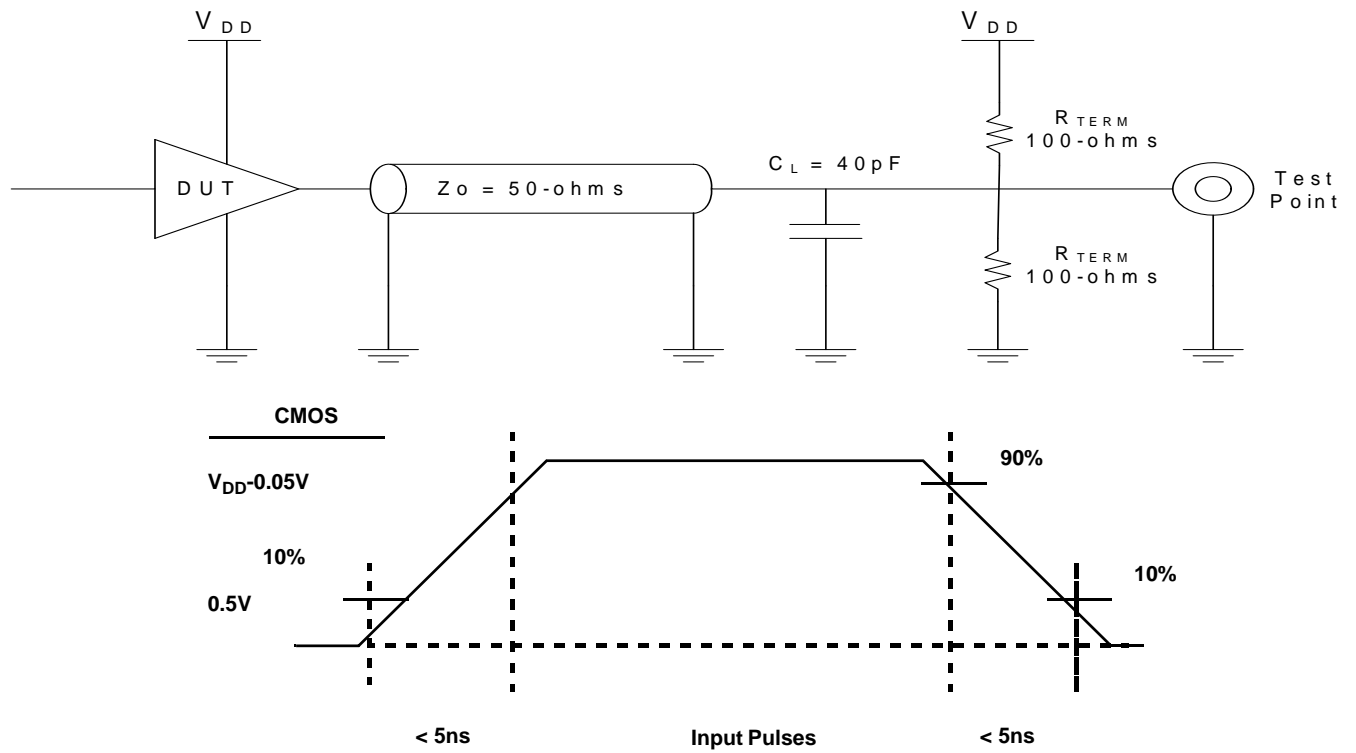 V DD
V DD
R TERM
100-ohms
C L = 40pF
DUT
Zo = 50-ohms
Test
Point
R TERM
100-ohms
CMOS
VDD-0.05V
90%
10%
10%
0.5V
< 5ns
Input Pulses
< 5ns